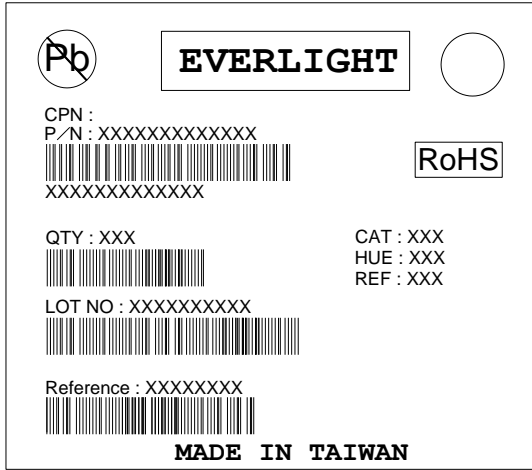 Pb
EVERLIGHT
CPN :
P/N : XXXXXXXXXXXXX
RoHS
XXXXXXXXXXXXX
QTY : XXX
CAT : XXX
HUE : XXX
REF : XXX
LOT NO : XXXXXXXXXX
Reference : XXXXXXXX
MADE IN TAIWAN